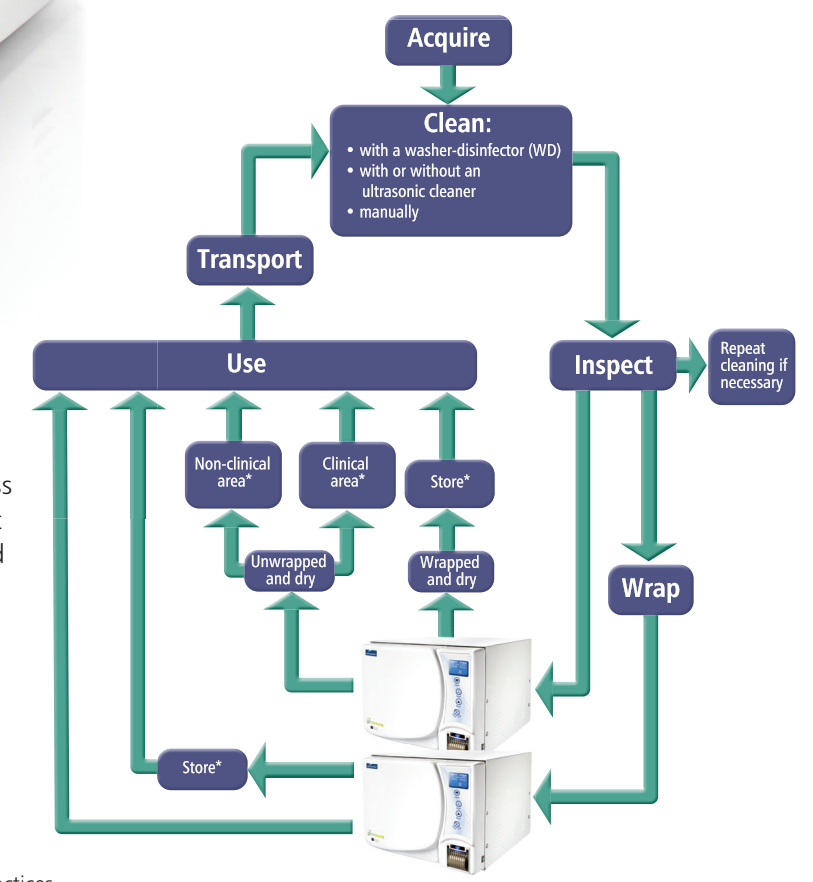 Acquire
Clean:
• with a washer-disinfector (WD)
• with or without an
ultrasonic cleaner
• manually
Transport
Use
Inspect
Repeat
cleaning if
necessary
Non-clinical
area*
Clinical
area*
Store*
Unwrapped
and dry
Wrapped
and dry
Wrap
Store*